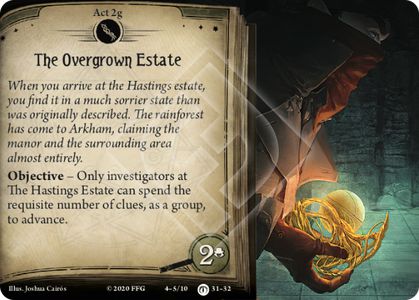 Act 2g
The Overgrown Estate
When you arrive at the Hastings estate,
you find it in a much sorrier state than
was originally described. The rainforest
has come to Arkham, claiming the
manor and the surrounding area
almost entirely.
Objective – Only investigators at
The Hastings Estate can spend the
requisite number of clues, as a group,
to advance.
2
Illus. Joshua Cairós © 2020 FFG 4–5/10 31–32